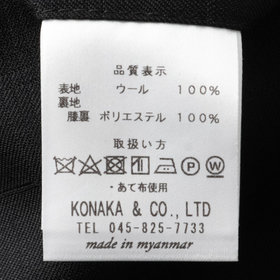 品質表示
表地 ウール 100%
裏地
膝裏 ポリエステル 100%
取扱い方
P W
・あて布使用
KONAKA & CO., LTD
TEL 045-825-7733
made in myanmar